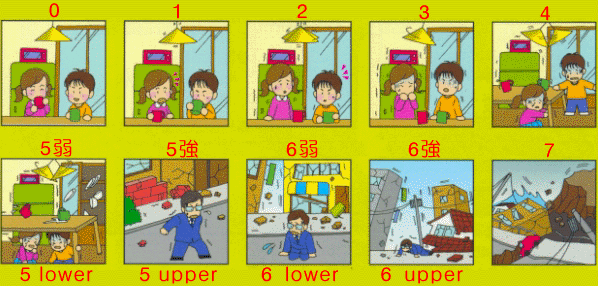 0 1 2 3 4
5弱 5強 6弱 6強 7
5 lower 5 upper 6 lower 6 upper